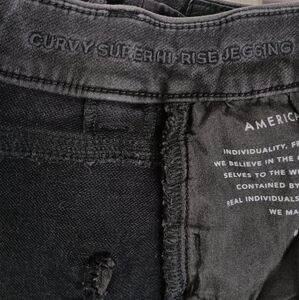 CURVY SUPER HI-RISE JEGGING
AMERICA
INDIVIDUALITY, FR
WE BELIEVE IN THE
SELVES TO THE
CONTAINED BY
REAL INDIVIDUALS
WE MA